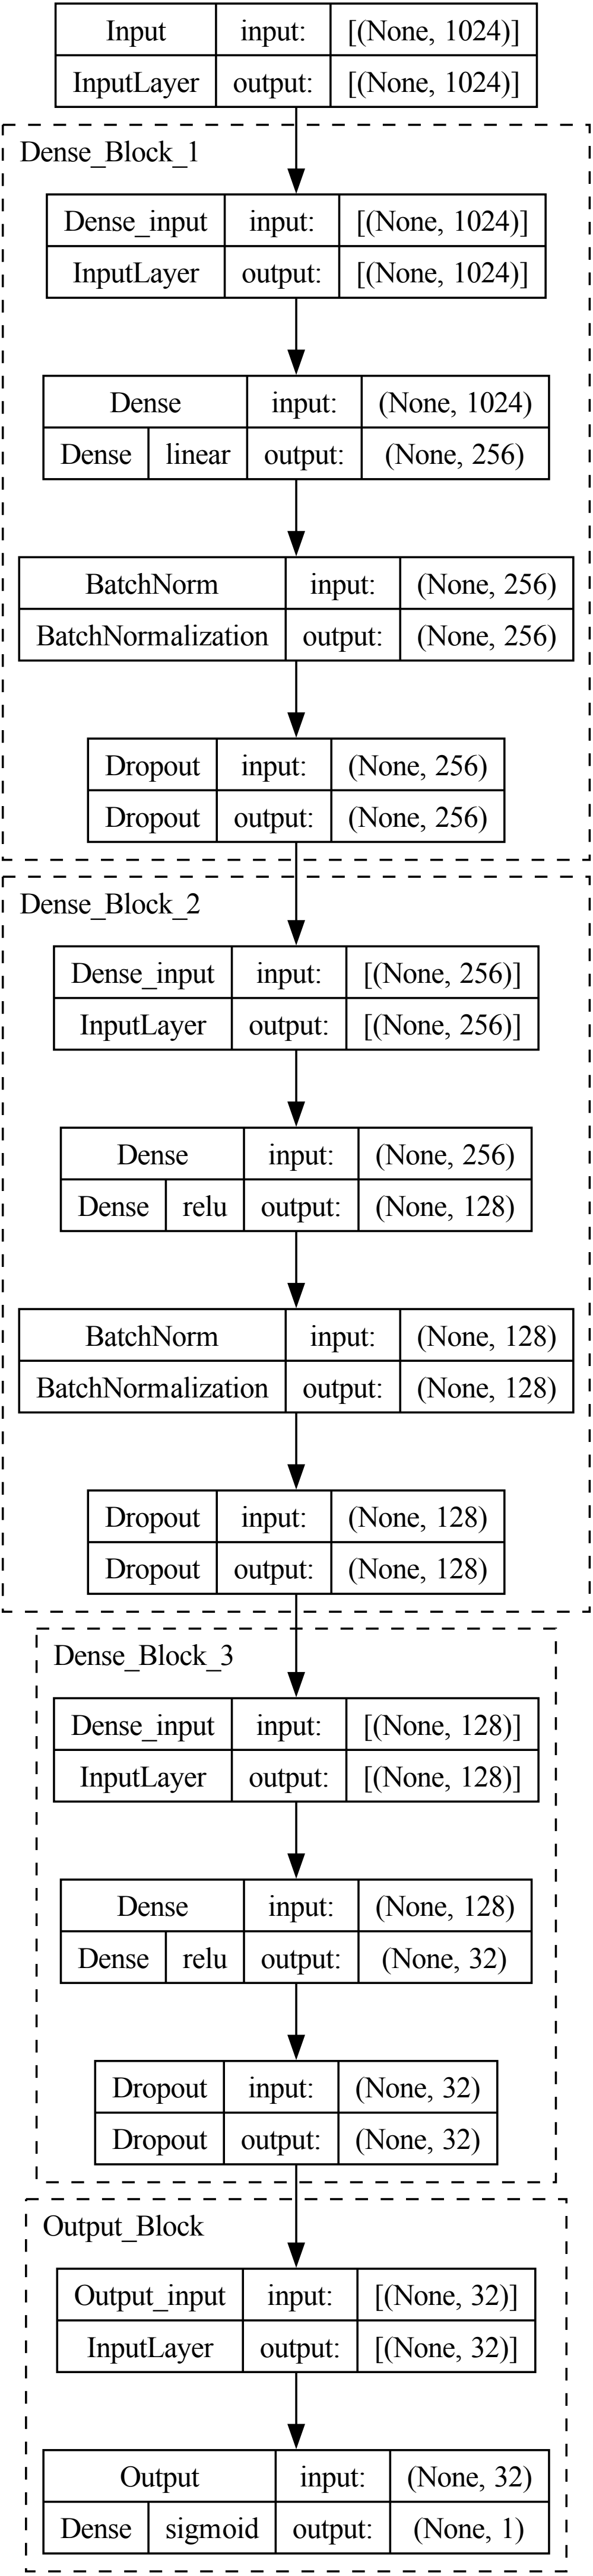 Input input: [(None, 1024)]
InputLayer output: [(None, 1024)]
Dense_Block_1
Dense_input input: [(None, 1024)]
InputLayer output: [(None, 1024)]
Dense input: (None, 1024)
Dense linear output: (None, 256)
BatchNorm input: (None, 256)
BatchNormalization output: (None, 256)
Dropout input: (None, 256)
Dropout output: (None, 256)
Dense_Block_2
Dense_input input: [(None, 256)]
InputLayer output: [(None, 256)]
Dense input: (None, 256)
Dense relu output: (None, 128)
BatchNorm input: (None, 128)
BatchNormalization output: (None, 128)
Dropout input: (None, 128)
Dropout output: (None, 128)
Dense_Block_3
Dense_input input: [(None, 128)]
InputLayer output: [(None, 128)]
Dense input: (None, 128)
Dense relu output: (None, 32)
Dropout input: (None, 32)
Dropout output: (None, 32)
Output_Block
Output_input input: [(None, 32)]
InputLayer output: [(None, 32)]
Output input: (None, 32)
Dense sigmoid output: (None, 1)